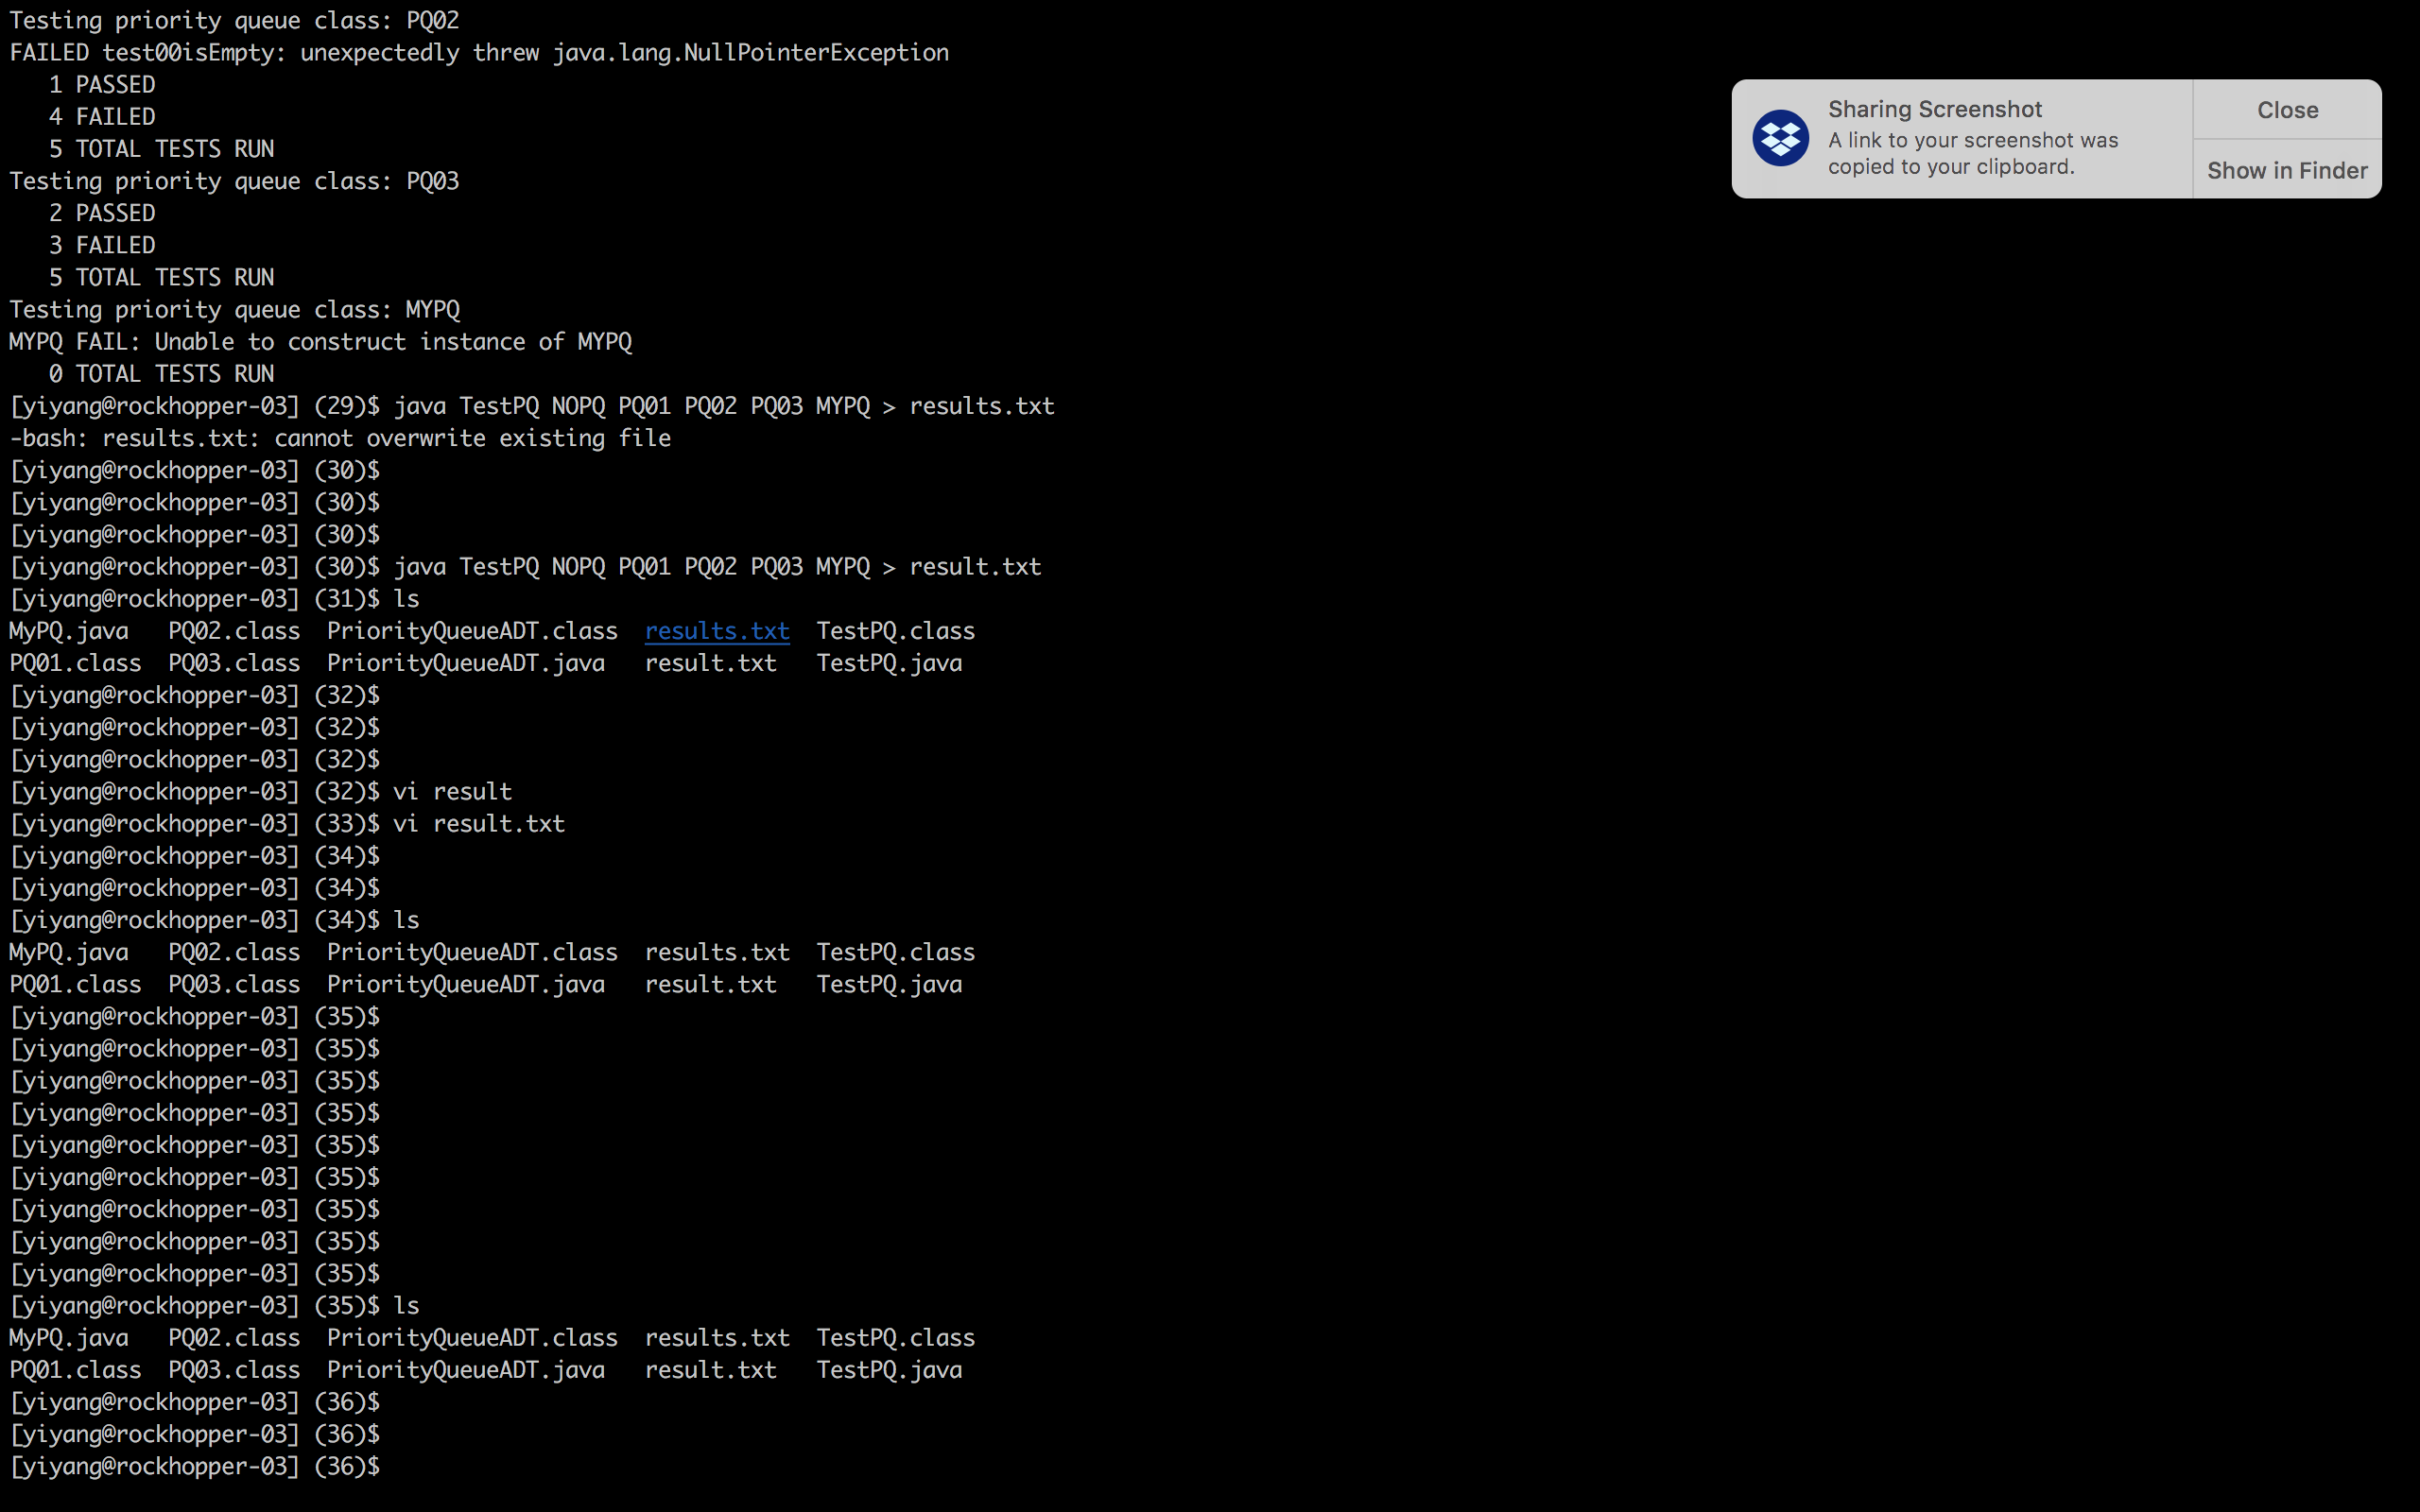 Testing priority queue class: PQ02
FAILED test00isEmpty: unexpectedly threw java.lang.NullPointerException
   1 PASSED
   4 FAILED
   5 TOTAL TESTS RUN
Testing priority queue class: PQ03
   2 PASSED
   3 FAILED
   5 TOTAL TESTS RUN
Testing priority queue class: MYPQ
MYPQ FAIL: Unable to construct instance of MYPQ
   0 TOTAL TESTS RUN
[yiyang@rockhopper-03] (29)$ java TestPQ NOPQ PQ01 PQ02 PQ03 MYPQ > results.txt
-bash: results.txt: cannot overwrite existing file
[yiyang@rockhopper-03] (30)$
[yiyang@rockhopper-03] (30)$
[yiyang@rockhopper-03] (30)$
[yiyang@rockhopper-03] (30)$ java TestPQ NOPQ PQ01 PQ02 PQ03 MYPQ > result.txt
[yiyang@rockhopper-03] (31)$ ls
MyPQ.java   PQ02.class  PriorityQueueADT.class  results.txt  TestPQ.class
PQ01.class  PQ03.class  PriorityQueueADT.java   result.txt   TestPQ.java
[yiyang@rockhopper-03] (32)$
[yiyang@rockhopper-03] (32)$
[yiyang@rockhopper-03] (32)$
[yiyang@rockhopper-03] (32)$ vi result
[yiyang@rockhopper-03] (33)$ vi result.txt
[yiyang@rockhopper-03] (34)$
[yiyang@rockhopper-03] (34)$
[yiyang@rockhopper-03] (34)$ ls
MyPQ.java   PQ02.class  PriorityQueueADT.class  results.txt  TestPQ.class
PQ01.class  PQ03.class  PriorityQueueADT.java   result.txt   TestPQ.java
[yiyang@rockhopper-03] (35)$
[yiyang@rockhopper-03] (35)$
[yiyang@rockhopper-03] (35)$
[yiyang@rockhopper-03] (35)$
[yiyang@rockhopper-03] (35)$
[yiyang@rockhopper-03] (35)$
[yiyang@rockhopper-03] (35)$
[yiyang@rockhopper-03] (35)$
[yiyang@rockhopper-03] (35)$
[yiyang@rockhopper-03] (35)$ ls
MyPQ.java   PQ02.class  PriorityQueueADT.class  results.txt  TestPQ.class
PQ01.class  PQ03.class  PriorityQueueADT.java   result.txt   TestPQ.java
[yiyang@rockhopper-03] (36)$
[yiyang@rockhopper-03] (36)$
[yiyang@rockhopper-03] (36)$
Sharing Screenshot
A link to your screenshot was
copied to your clipboard.
Close
Show in Finder